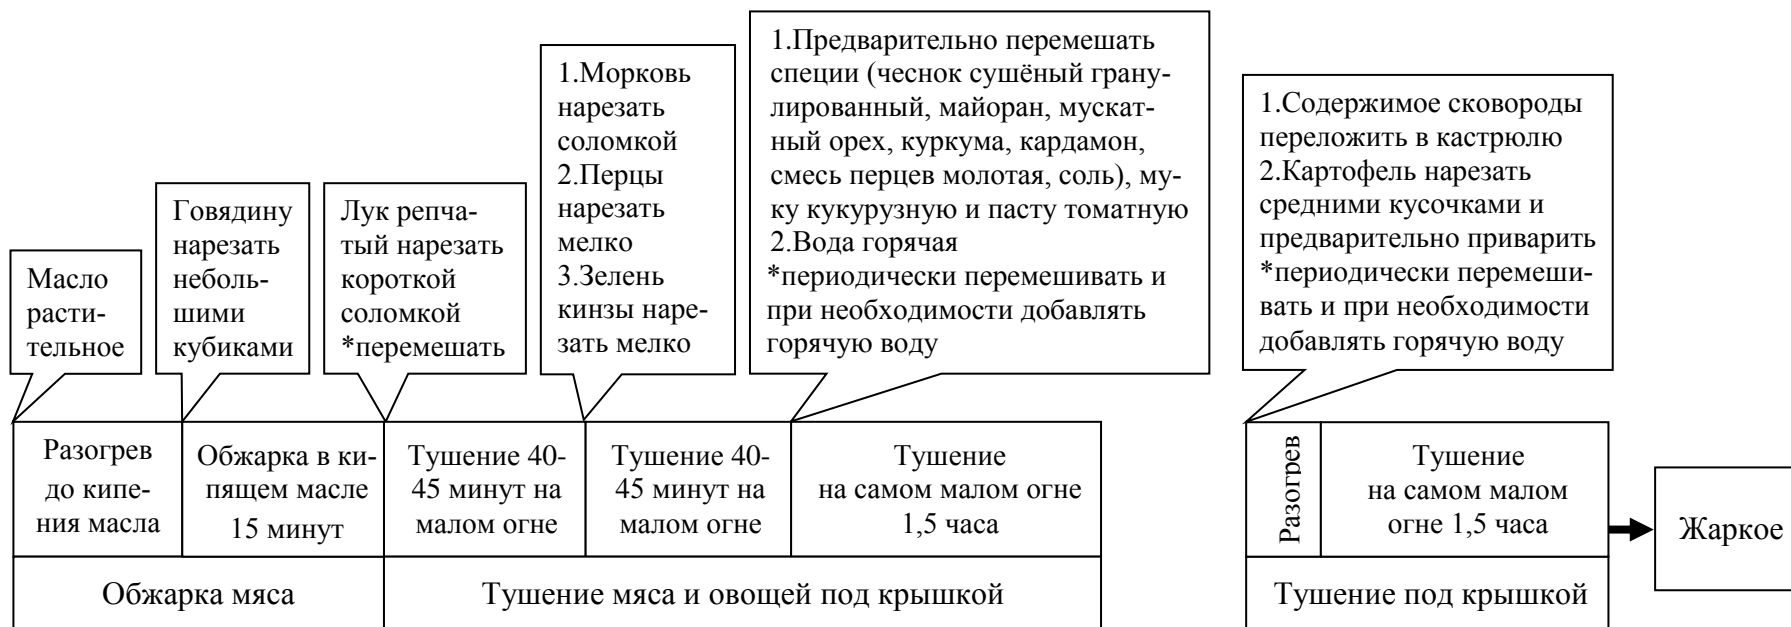 Масло
расти-
тельное
Говядину
нарезать
неболь-
шими
кубиками
Лук репча-
тый нарезать
короткой
соломкой
*перемешать
1.Морковь
нарезать
соломкой
2.Перцы
нарезать
мелко
3.Зелень
кинзы наре-
зать мелко
1.Предварительно перемешать
специи (чеснок сушёный грану-
лированный, майоран, мускат-
ный орех, куркума, кардамон,
смесь перцев молотая, соль), му-
ку кукурузную и пасту томатную
2.Вода горячая
*периодически перемешивать и
при необходимости добавлять
горячую воду
1.Содержимое сковороды
переложить в кастрюлю
2.Картофель нарезать
средними кусочками и
предварительно приварить
*периодически перемеши-
вать и при необходимости
добавлять горячую воду
Разогрев
до кипе-
ния масла
Обжарка в ки-
пящем масле
15 минут
Тушение 40-
45 минут на
малом огне
Тушение 40-
45 минут на
малом огне
Тушение
на самом малом огне
1,5 часа
Разогрев
Тушение
на самом малом
огне 1,5 часа
Жаркое
Обжарка мяса
Тушение мяса и овощей под крышкой
Тушение под крышкой